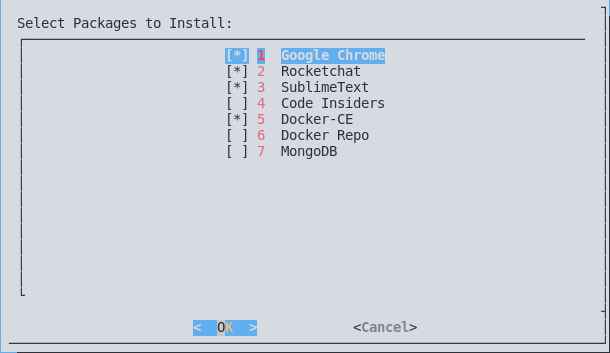 Select Packages to Install:
[*] 1 Google Chrome
[*] 2 Rocketchat
[*] 3 SublimeText
[ ] 4 Code Insiders
[*] 5 Docker-CE
[ ] 6 Docker Repo
[ ] 7 MongoDB
< OK > <Cancel>